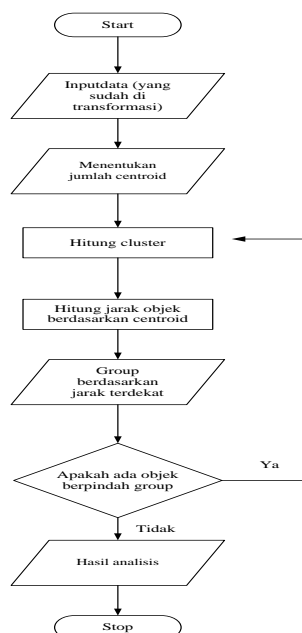 Start
Inputdata (yang
sudah di
transformasi)
Menentukan
jumlah centroid
Hitung cluster
Hitung jarak objek
berdasarkan centroid
Group
berdasarkan
jarak terdekat
Apakah ada objek
berpindah group
Ya
Tidak
Hasil analisis
Stop